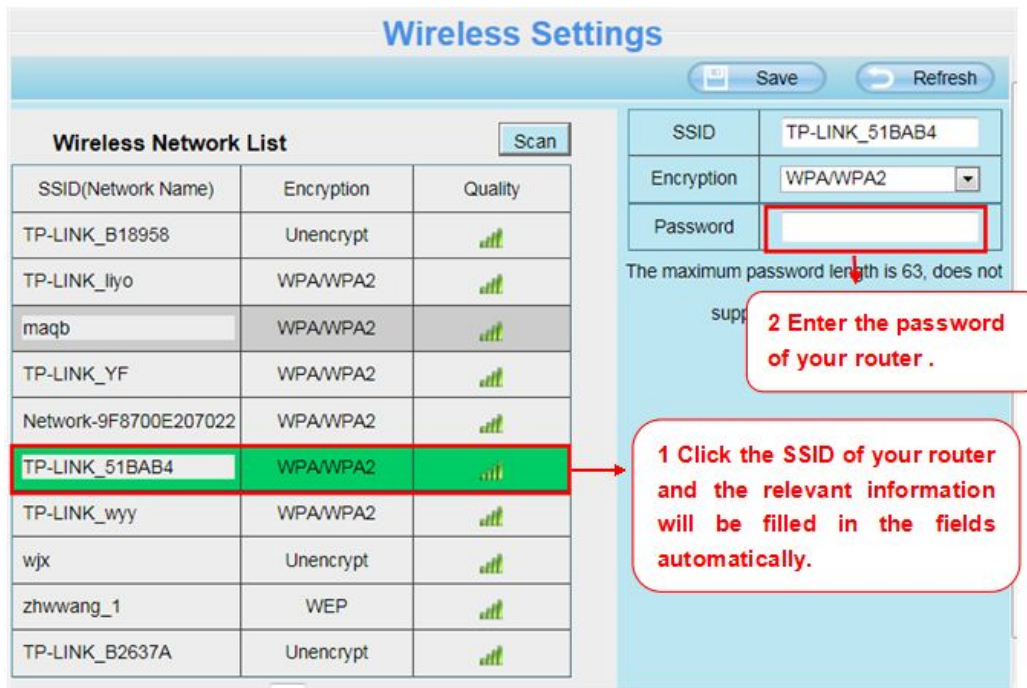 Wireless Settings
Save Refresh
Wireless Network List Scan
SSID(Network Name) Encryption Quality
TP-LINK_B18958 Unencrypt
TP-LINK_liyo WPA/WPA2
maqb WPA/WPA2
TP-LINK_YF WPA/WPA2
Network-9F8700E207022 WPA/WPA2
TP-LINK_51BAB4 WPA/WPA2
TP-LINK_wyy WPA/WPA2
wjx Unencrypt
zhwwang_1 WEP
TP-LINK_B2637A Unencrypt
SSID TP-LINK_51BAB4
Encryption WPA/WPA2
Password
The maximum password length is 63, does not
2 Enter the password
of your router .
1 Click the SSID of your router
and the relevant information
will be filled in the fields
automatically.